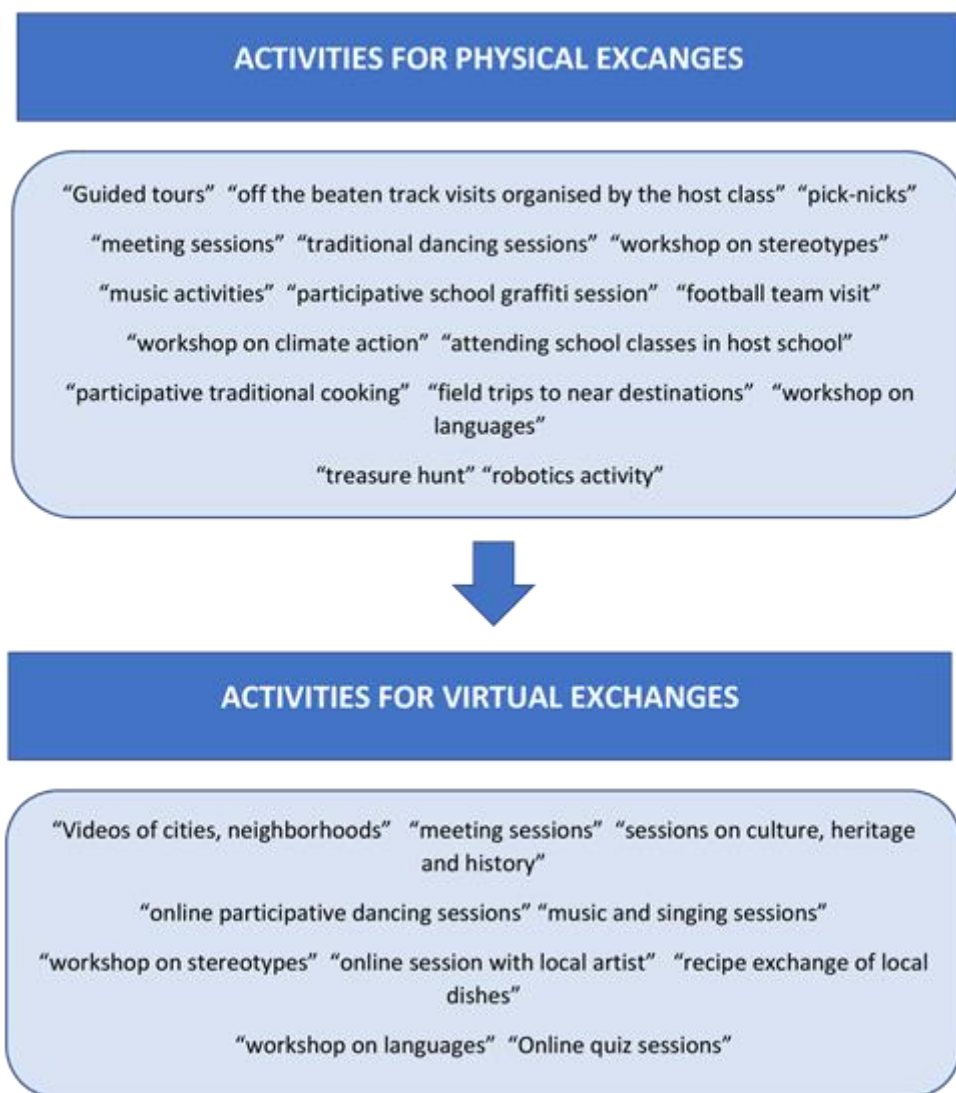 ACTIVITIES FOR PHYSICAL EXCANGES
“Guided tours” “off the beaten track visits organised by the host class” “pick-nicks”
“meeting sessions” “traditional dancing sessions” “workshop on stereotypes”
“music activities” “participative school graffiti session” “football team visit”
“workshop on climate action” “attending school classes in host school”
“participative traditional cooking” “field trips to near destinations” “workshop on
languages”
“treasure hunt” “robotics activity”
ACTIVITIES FOR VIRTUAL EXCHANGES
“Videos of cities, neighborhoods” “meeting sessions” “sessions on culture, heritage
and history”
“online participative dancing sessions” “music and singing sessions”
“workshop on stereotypes” “online session with local artist” “recipe exchange of local
dishes”
“workshop on languages” “Online quiz sessions”